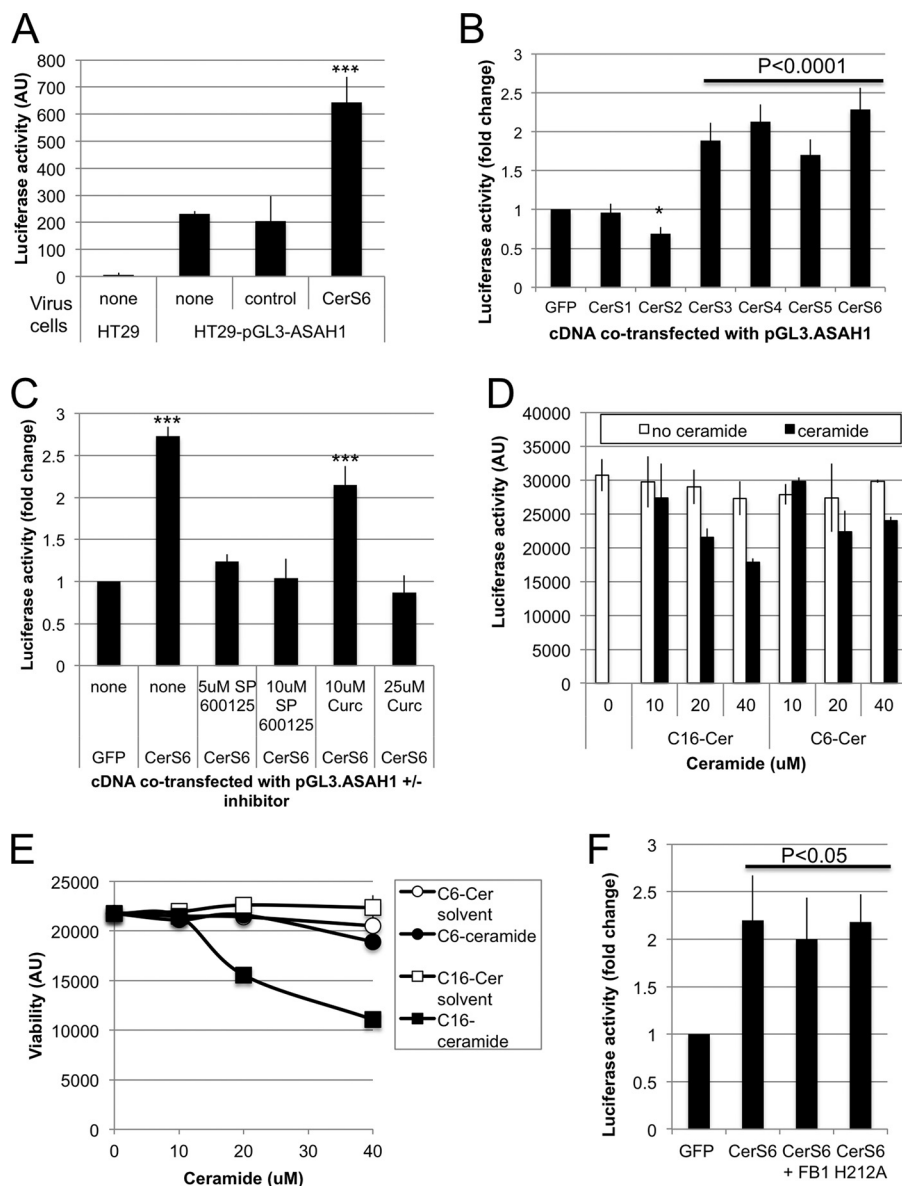 A
Luciferase activity (AU)
800
700
600
500
400
300
200
100
0
***
Virus
none
none
control
CerS6
cells
HT29
HT29-pGL3-ASAH1
B
Luciferase activity (fold change)
3
2.5
2
1.5
1
0.5
0
P<0.0001
*
GFP
CerS1
CerS2
CerS3
CerS4
CerS5
CerS6
cDNA co-transfected with pGL3.ASAH1
C
Luciferase activity (fold change)
3
2.5
2
1.5
1
0.5
0
***
***
none
none
5uM SP
600125
10uM
SP
600125
10uM
Curc
25uM
Curc
GFP
CerS6
CerS6
CerS6
CerS6
CerS6
cDNA co-transfected with pGL3.ASAH1 +/-
inhibitor
D
Luciferase activity (AU)
40000
35000
30000
25000
20000
15000
10000
5000
0
no ceramide
ceramide
0
10
20
40
10
20
40
C16-Cer
C6-Cer
Ceramide (uM)
E
Viability (AU)
25000
20000
15000
10000
5000
0
0
10
20
30
40
Ceramide (uM)
C6-Cer
solvent
C6-ceramide
C16-Cer
solvent
C16-
ceramide
F
Luciferase activity (fold change)
3
2.5
2
1.5
1
0.5
0
P<0.05
GFP
CerS6
CerS6
+ FB1
CerS6
H212A